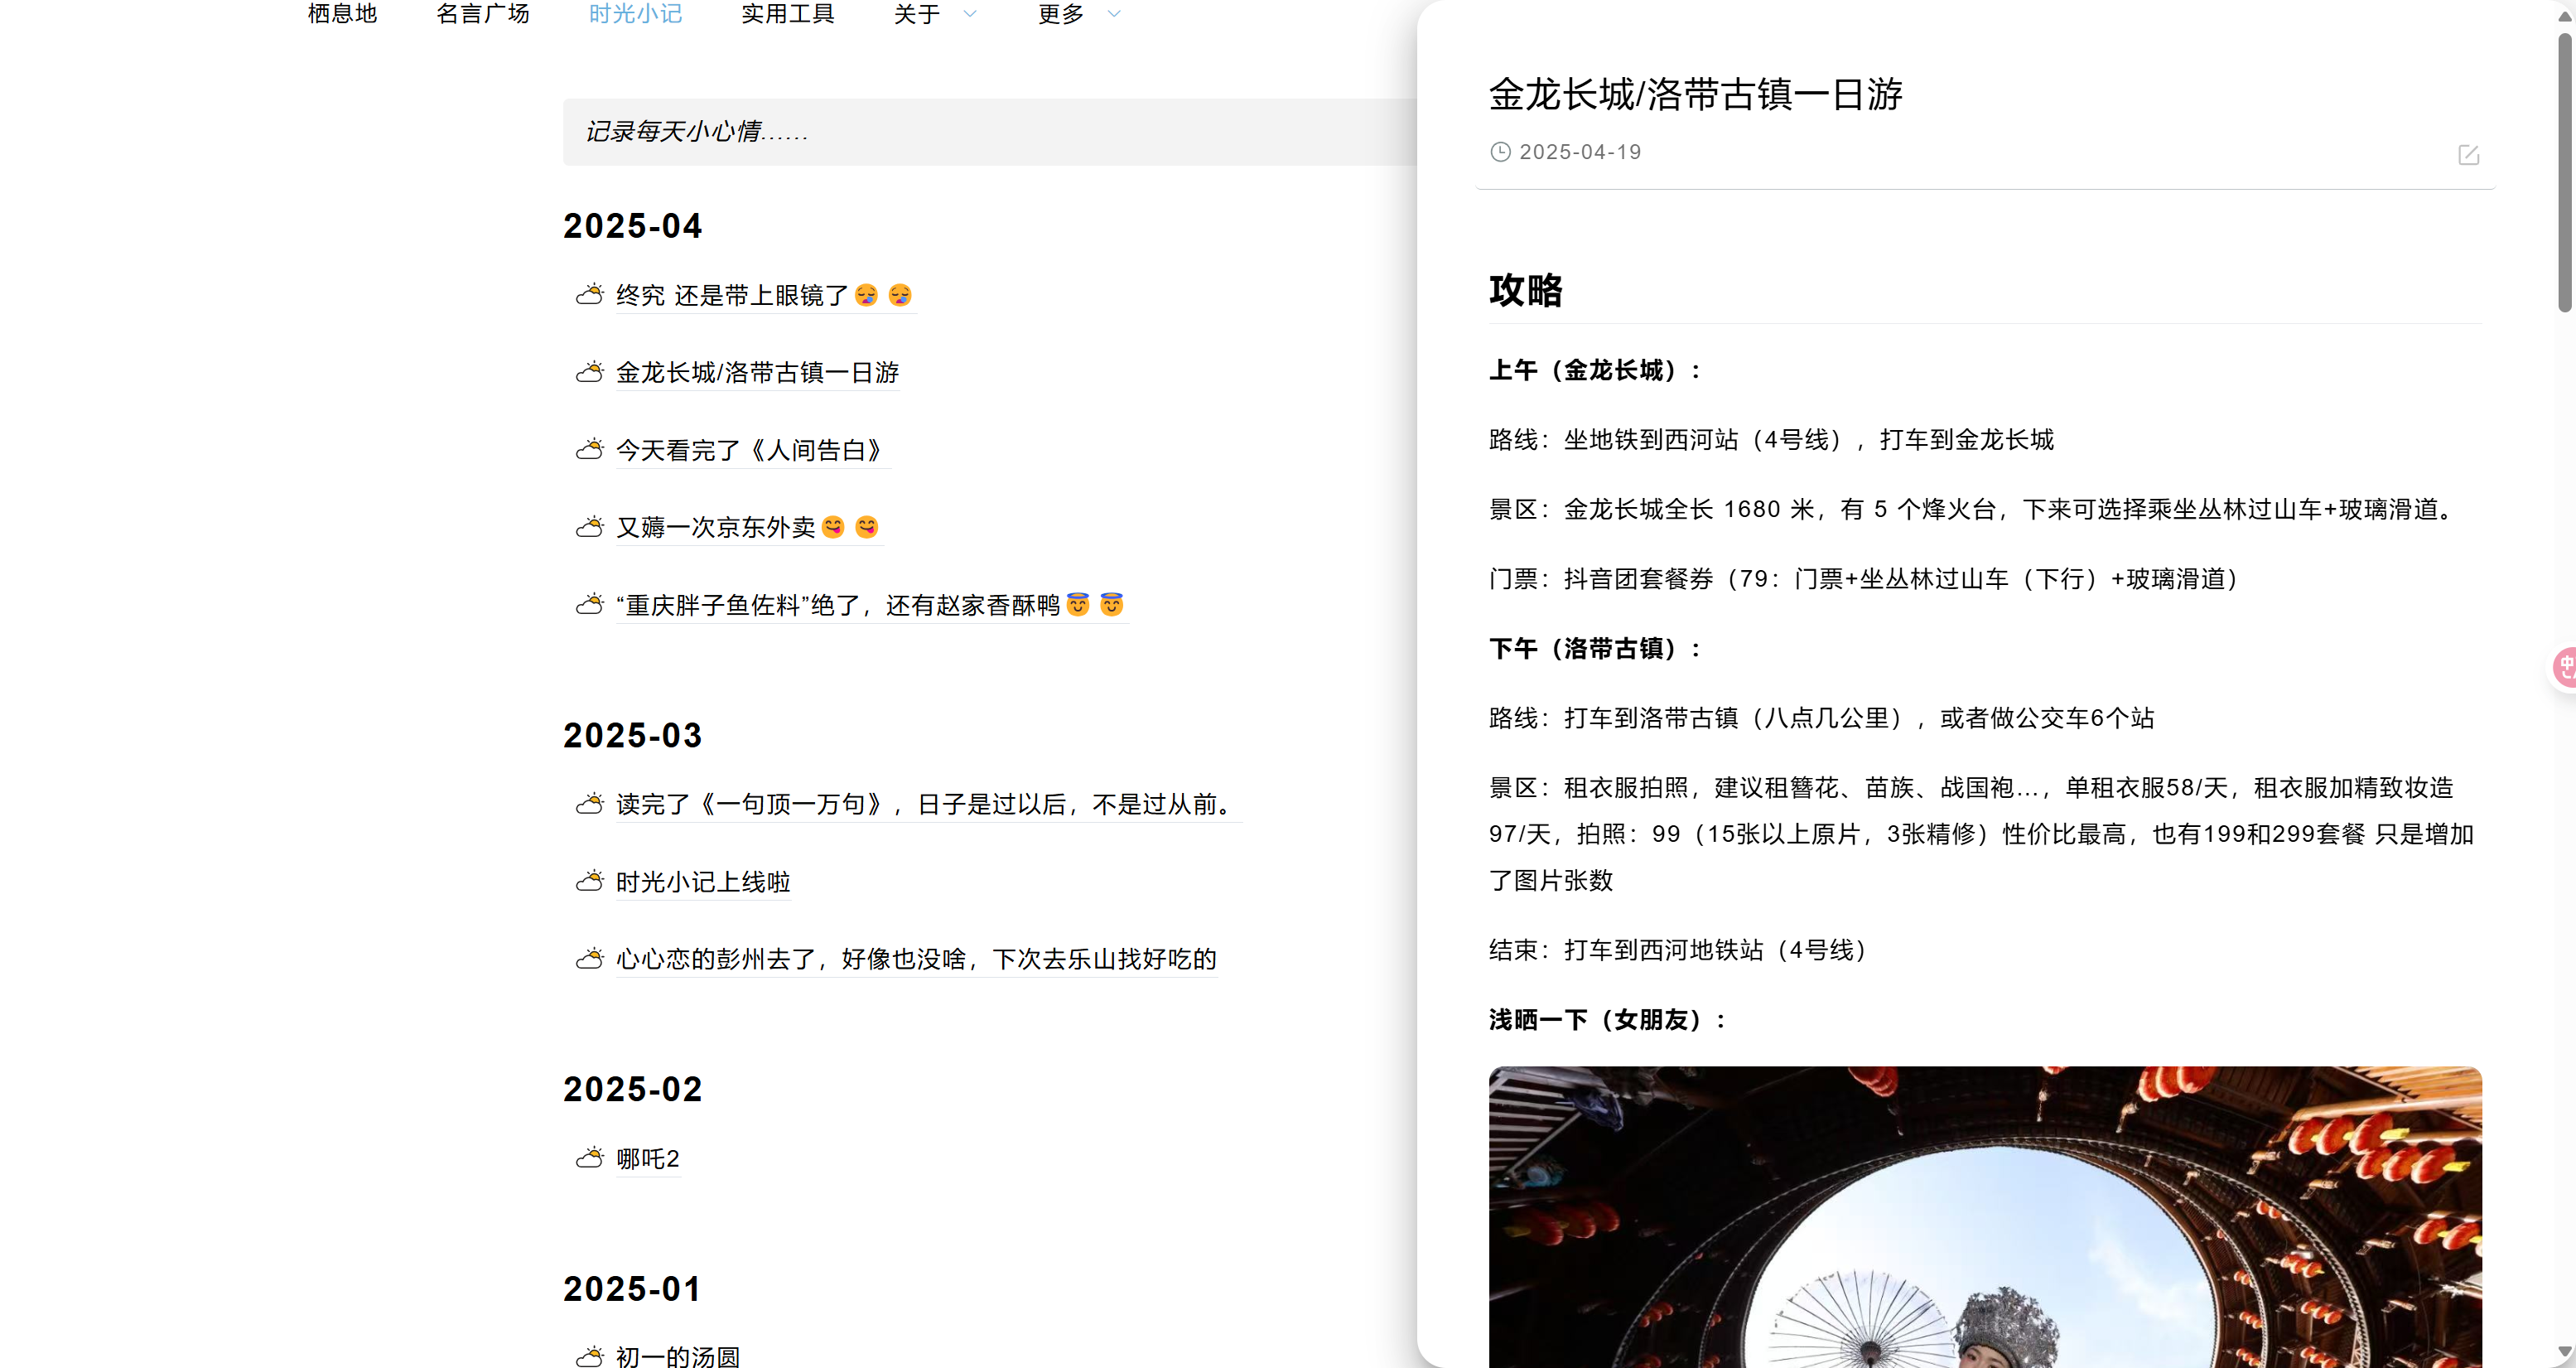 栖息地 名言广场 时光小记 实用工具 关于 更多
记录每天小心情……
2025-04
终究 还是带上眼镜了😪 😪
金龙长城/洛带古镇一日游
今天看完了《人间告白》
又薅一次京东外卖😋 😋
“重庆胖子鱼佐料”绝了，还有赵家香酥鸭😇 😇
2025-03
读完了《一句顶一万句》，日子是过以后，不是过从前。
时光小记上线啦
心心恋的彭州去了，好像也没啥，下次去乐山找好吃的
2025-02
哪吒2
2025-01
初一的汤圆
金龙长城/洛带古镇一日游
2025-04-19
攻略
上午（金龙长城）：
路线：坐地铁到西河站（4号线），打车到金龙长城
景区：金龙长城全长 1680 米，有 5 个烽火台，下来可选择乘坐丛林过山车+玻璃滑道。
门票：抖音团套餐券（79：门票+坐丛林过山车（下行）+玻璃滑道）
下午（洛带古镇）：
路线：打车到洛带古镇（八点几公里），或者做公交车6个站
景区：租衣服拍照，建议租簪花、苗族、战国袍...，单租衣服58/天，租衣服加精致妆造
97/天，拍照：99（15张以上原片，3张精修）性价比最高，也有199和299套餐 只是增加
了图片张数
结束：打车到西河地铁站（4号线）
浅晒一下（女朋友）：
中